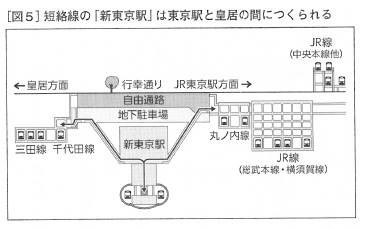 [図5] 短絡線の「新東京駅」は東京駅と皇居の間につくられる
JR線
(中央本線他)
← 皇居方面
行幸通り
JR東京駅方面 →
自由通路
地下駐車場
新東京駅
三田線
千代田線
丸ノ内線
JR線
(総武本線・横須賀線)